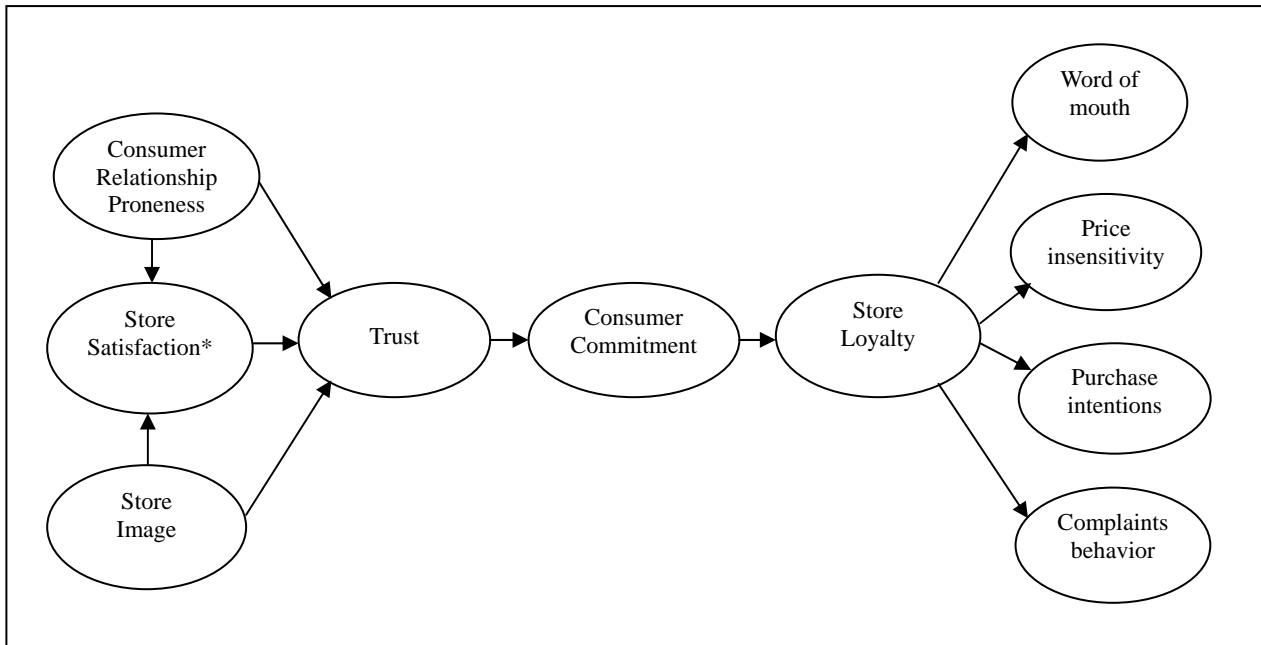 Consumer
Relationship
Proneness
Store
Satisfaction*
Store
Image
Trust
Consumer
Commitment
Store
Loyalty
Word of
mouth
Price
insensitivity
Purchase
intentions
Complaints
behavior